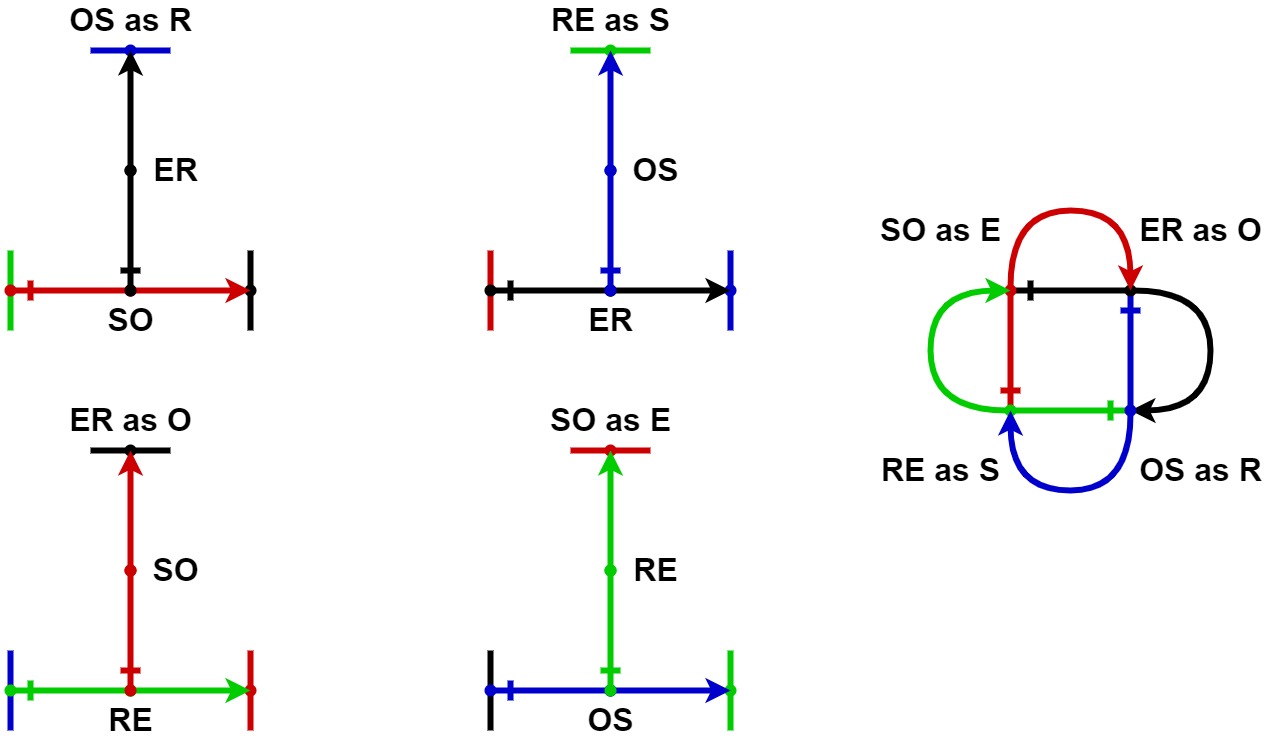 OS as R
ER
SO
RE as S
OS
ER
SO as E
ER as O
RE as S
OS as R
ER as O
SO
RE
SO as E
RE
OS